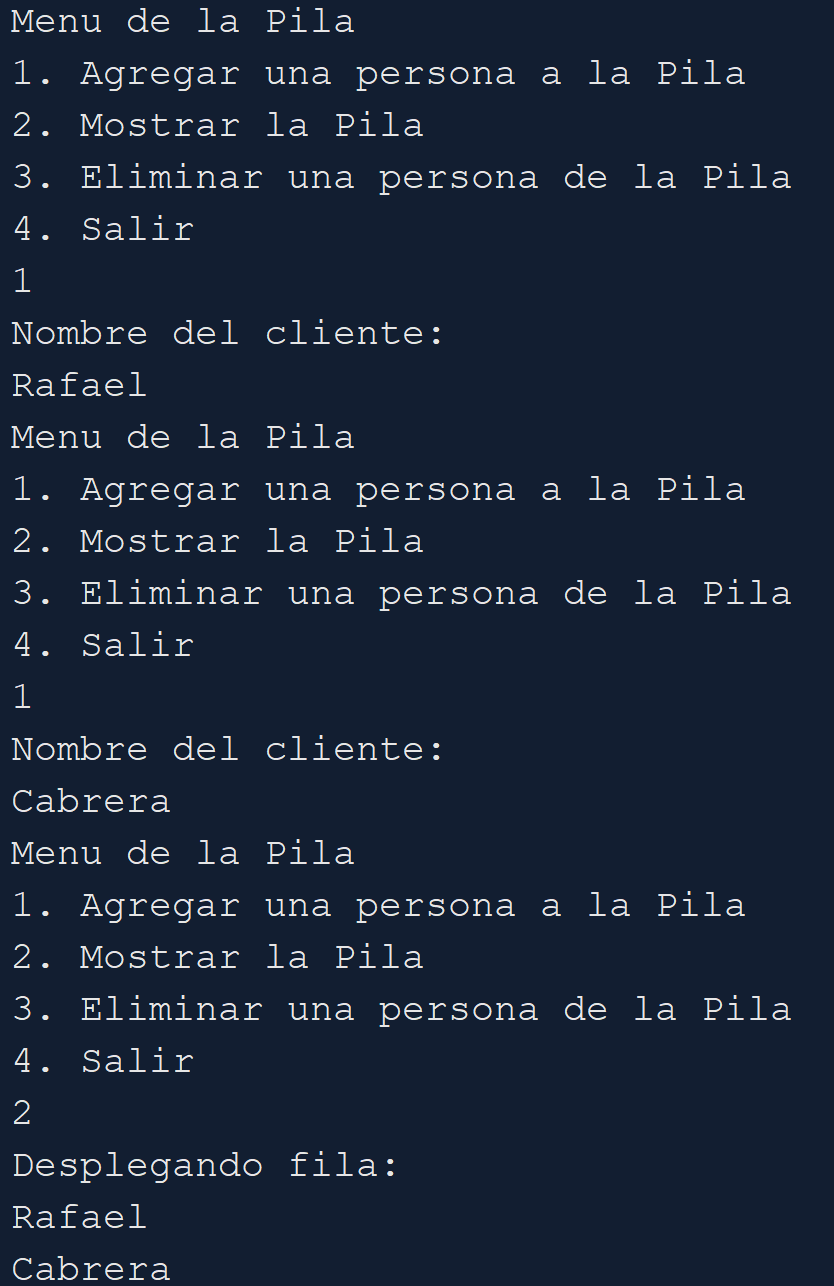 Menu de la Pila
1. Agregar una persona a la Pila
2. Mostrar la Pila
3. Eliminar una persona de la Pila
4. Salir
1
Nombre del cliente:
Rafael
Menu de la Pila
1. Agregar una persona a la Pila
2. Mostrar la Pila
3. Eliminar una persona de la Pila
4. Salir
1
Nombre del cliente:
Cabrera
Menu de la Pila
1. Agregar una persona a la Pila
2. Mostrar la Pila
3. Eliminar una persona de la Pila
4. Salir
2
Desplegando fila:
Rafael
Cabrera